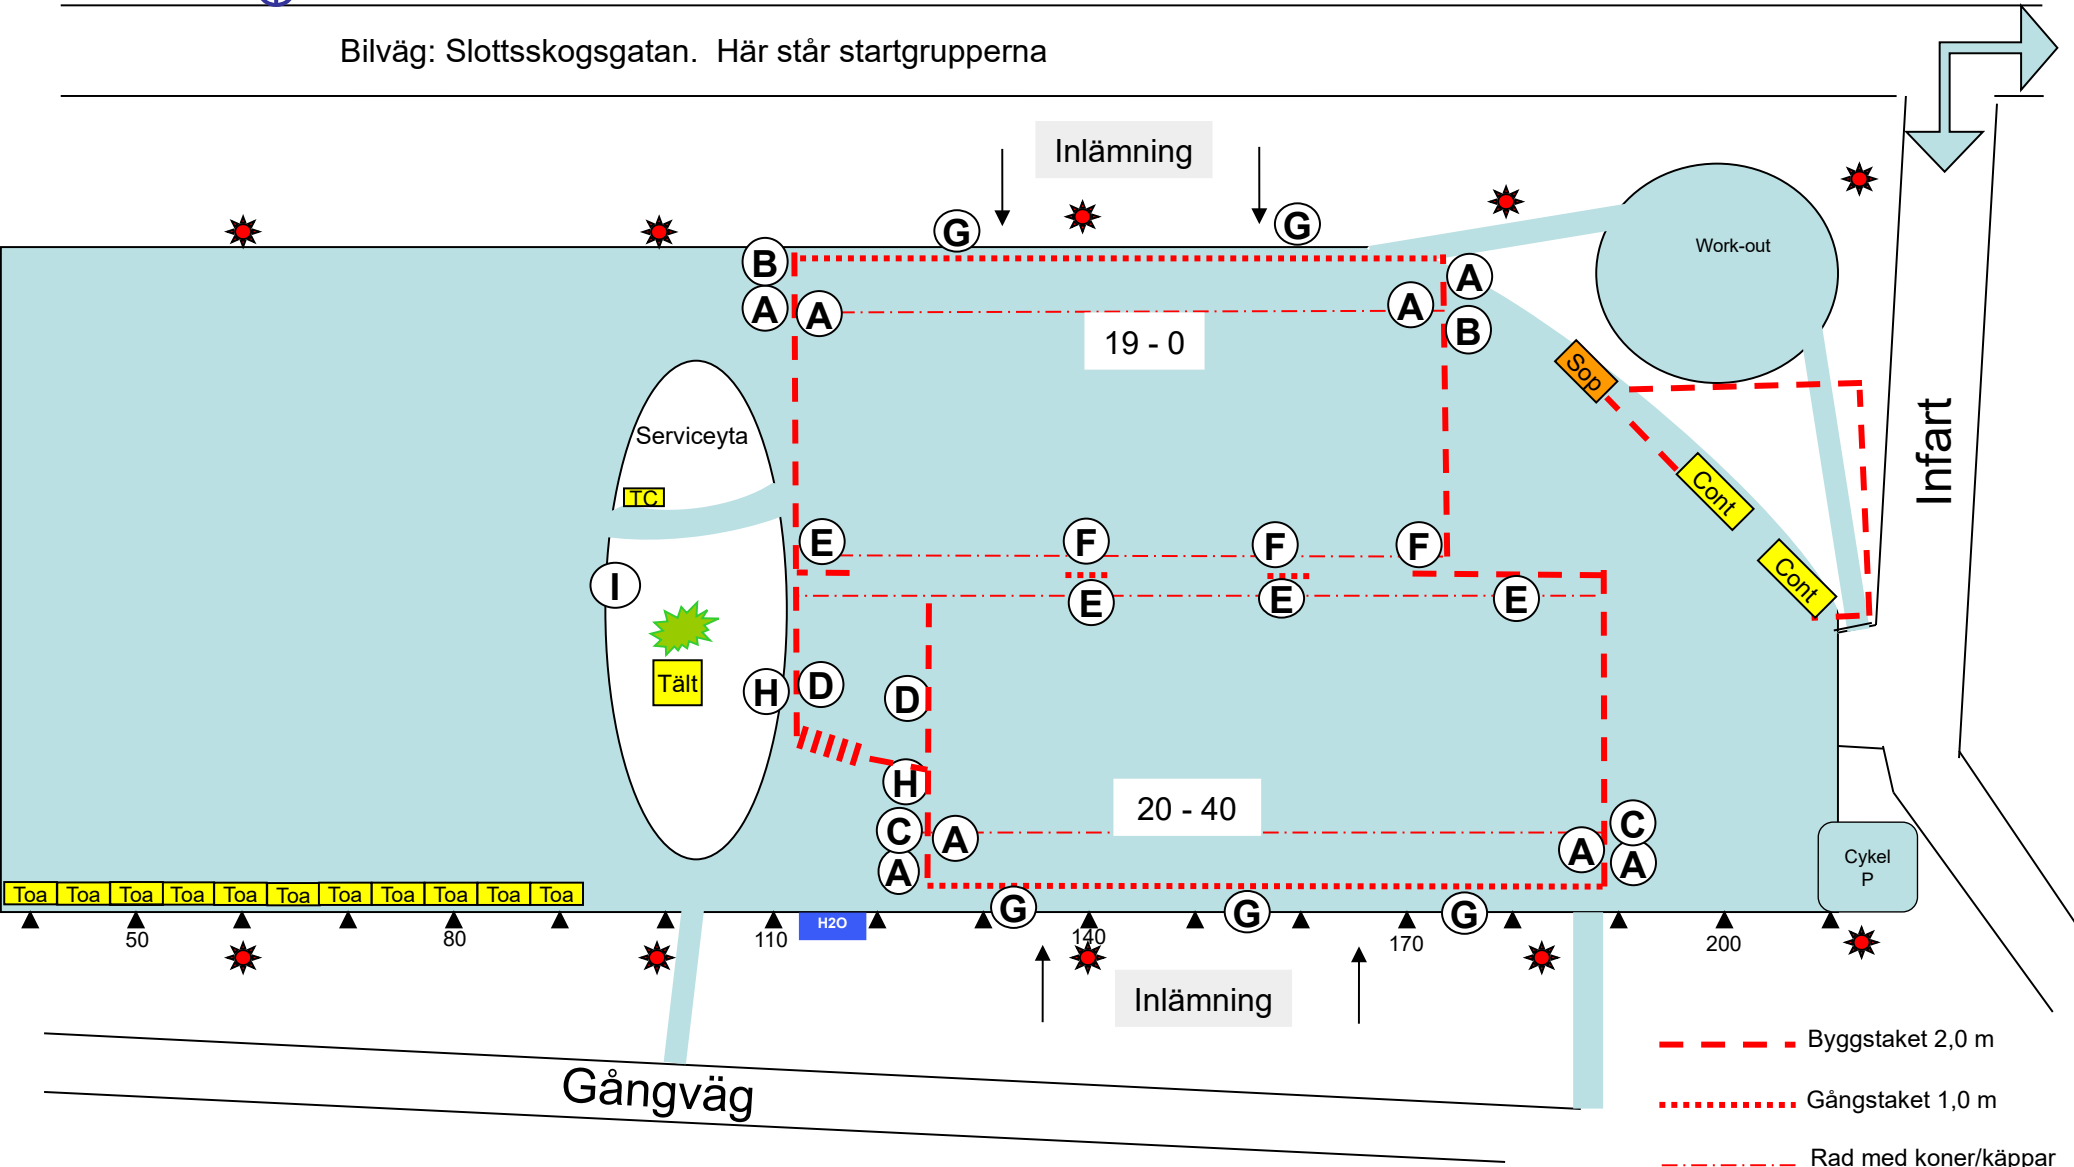 Bilväg: Slottsskogsgatan.  Här står startgrupperna
Inlämning
G
G
Work-out
B
A
A
A
A
B
19 - 0
Sop
Infart
Serviceyta
TC
Cont
E
F
F
F
Cont
I
E
E
E
Tält
H
D
D
H
20 - 40
C
A
C
A
A
A
Cykel
P
Toa Toa Toa Toa Toa Toa Toa Toa Toa Toa Toa
G
G
G
H2O
50
80
110
140
170
200
Inlämning
Gångväg
Byggstaket 2,0 m
Gångstaket 1,0 m
Rad med koner/käppar